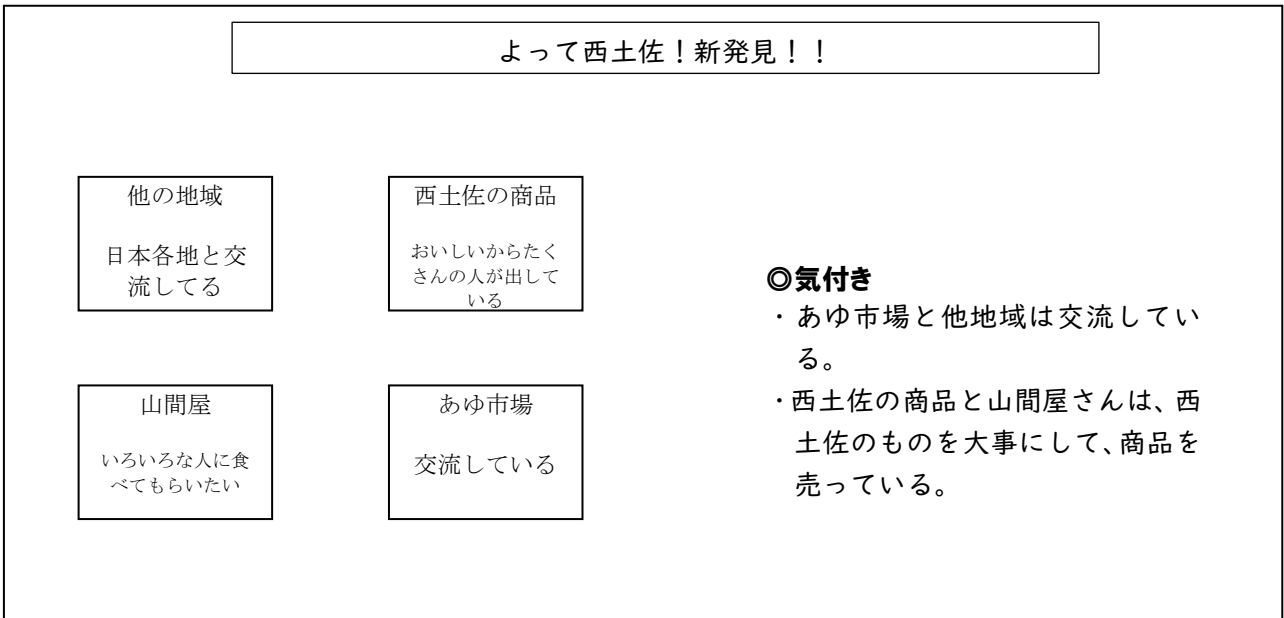 よって西土佐！新発見！！
他の地域
日本各地と交
流してる
西土佐の商品
おいしいからたく
さんの人が出して
いる
山間屋
いろいろな人に食
べてもらいたい
あゆ市場
交流している
◎気付き
・あゆ市場と他地域は交流してい
る。
・西土佐の商品と山間屋さんは、西
土佐のものを大事にして、商品を
売っている。